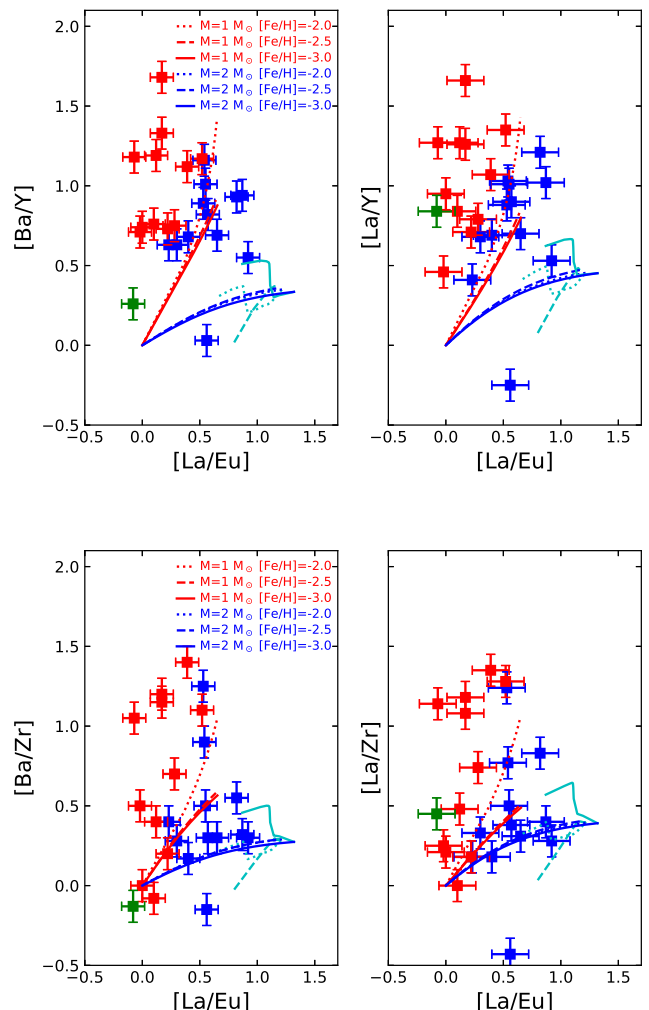 2.0
1.5
1.0
0.5
0.0
−0.5
[Ba/Y]
M=1 M⊙ [Fe/H]=-2.0
M=1 M⊙ [Fe/H]=-2.5
M=1 M⊙ [Fe/H]=-3.0
M=2 M⊙ [Fe/H]=-2.0
M=2 M⊙ [Fe/H]=-2.5
M=2 M⊙ [Fe/H]=-3.0
−0.5 0.0 0.5 1.0 1.5
[La/Eu]
[La/Y]
−0.5 0.0 0.5 1.0 1.5
[La/Eu]
2.0
1.5
1.0
0.5
0.0
−0.5
[Ba/Zr]
M=1 M⊙ [Fe/H]=-2.0
M=1 M⊙ [Fe/H]=-2.5
M=1 M⊙ [Fe/H]=-3.0
M=2 M⊙ [Fe/H]=-2.0
M=2 M⊙ [Fe/H]=-2.5
M=2 M⊙ [Fe/H]=-3.0
−0.5 0.0 0.5 1.0 1.5
[La/Eu]
[La/Zr]
−0.5 0.0 0.5 1.0 1.5
[La/Eu]